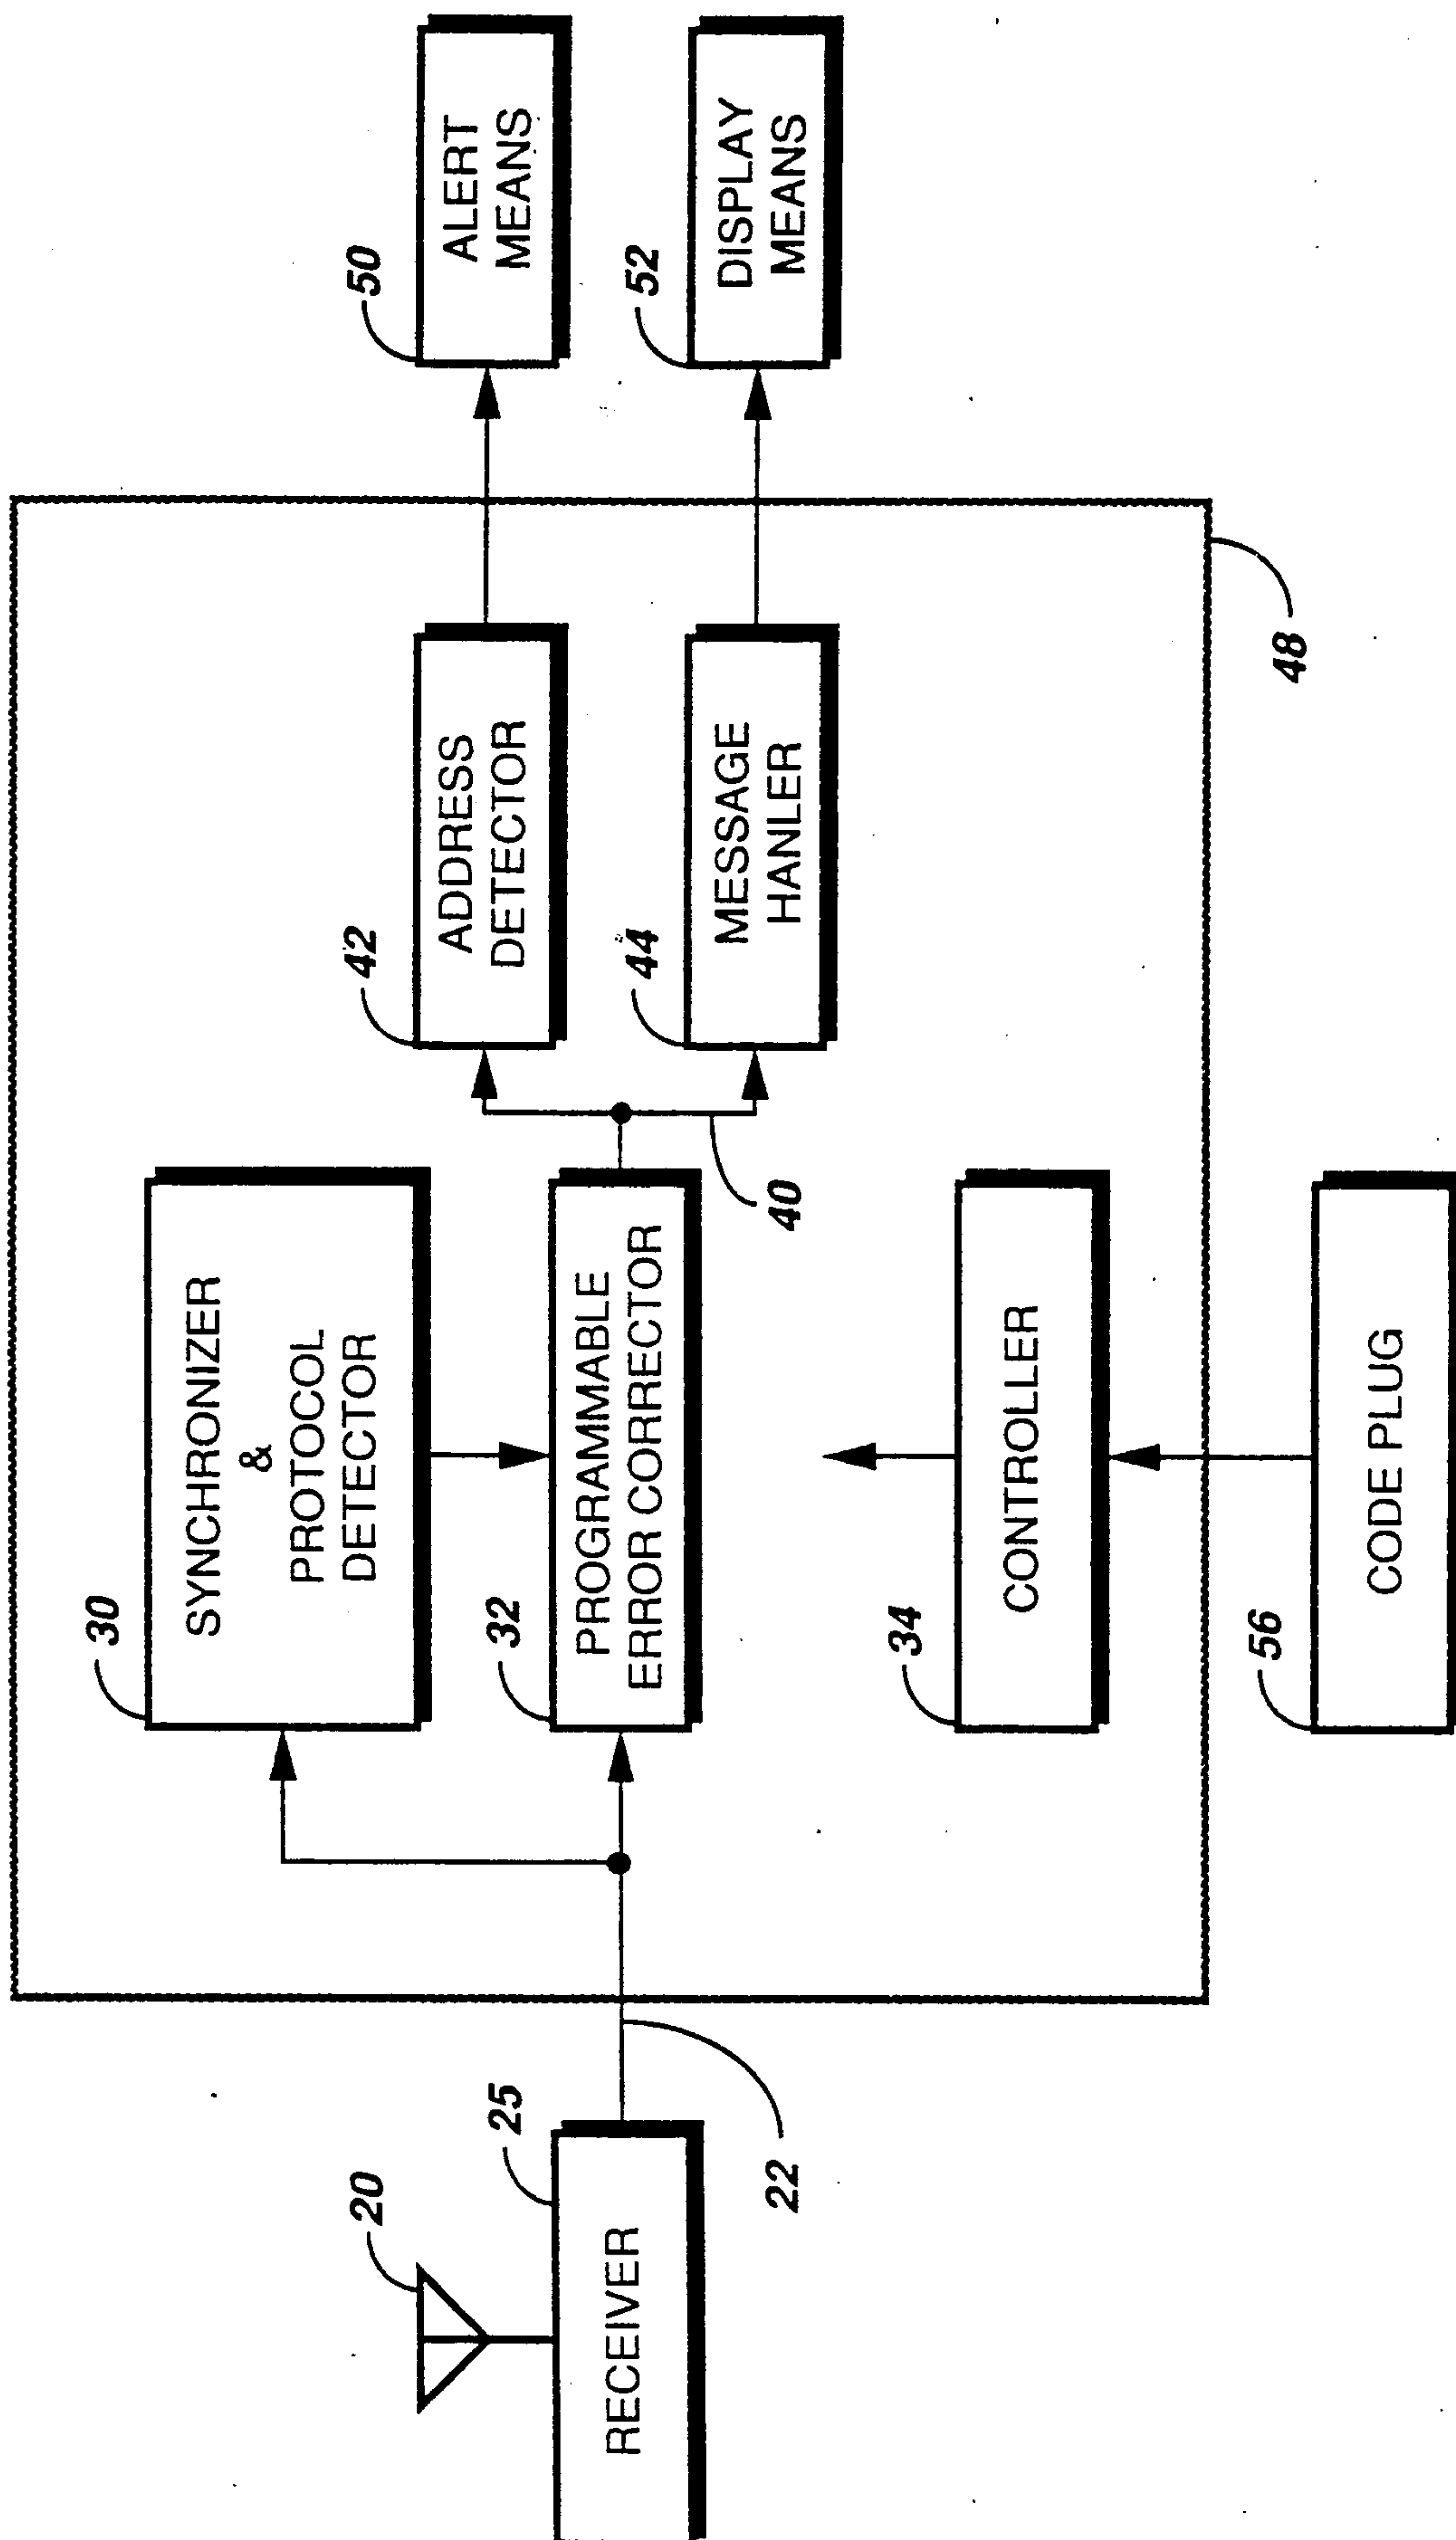 20
25
RECEIVER
22
30
SYNCHRONIZER
&
PROTOCOL
DETECTOR
32
PROGRAMMABLE
ERROR CORRECTOR
34
CONTROLLER
56
CODE PLUG
40
42
ADDRESS
DETECTOR
44
MESSAGE
HANLER
48
50
ALERT
MEANS
52
DISPLAY
MEANS